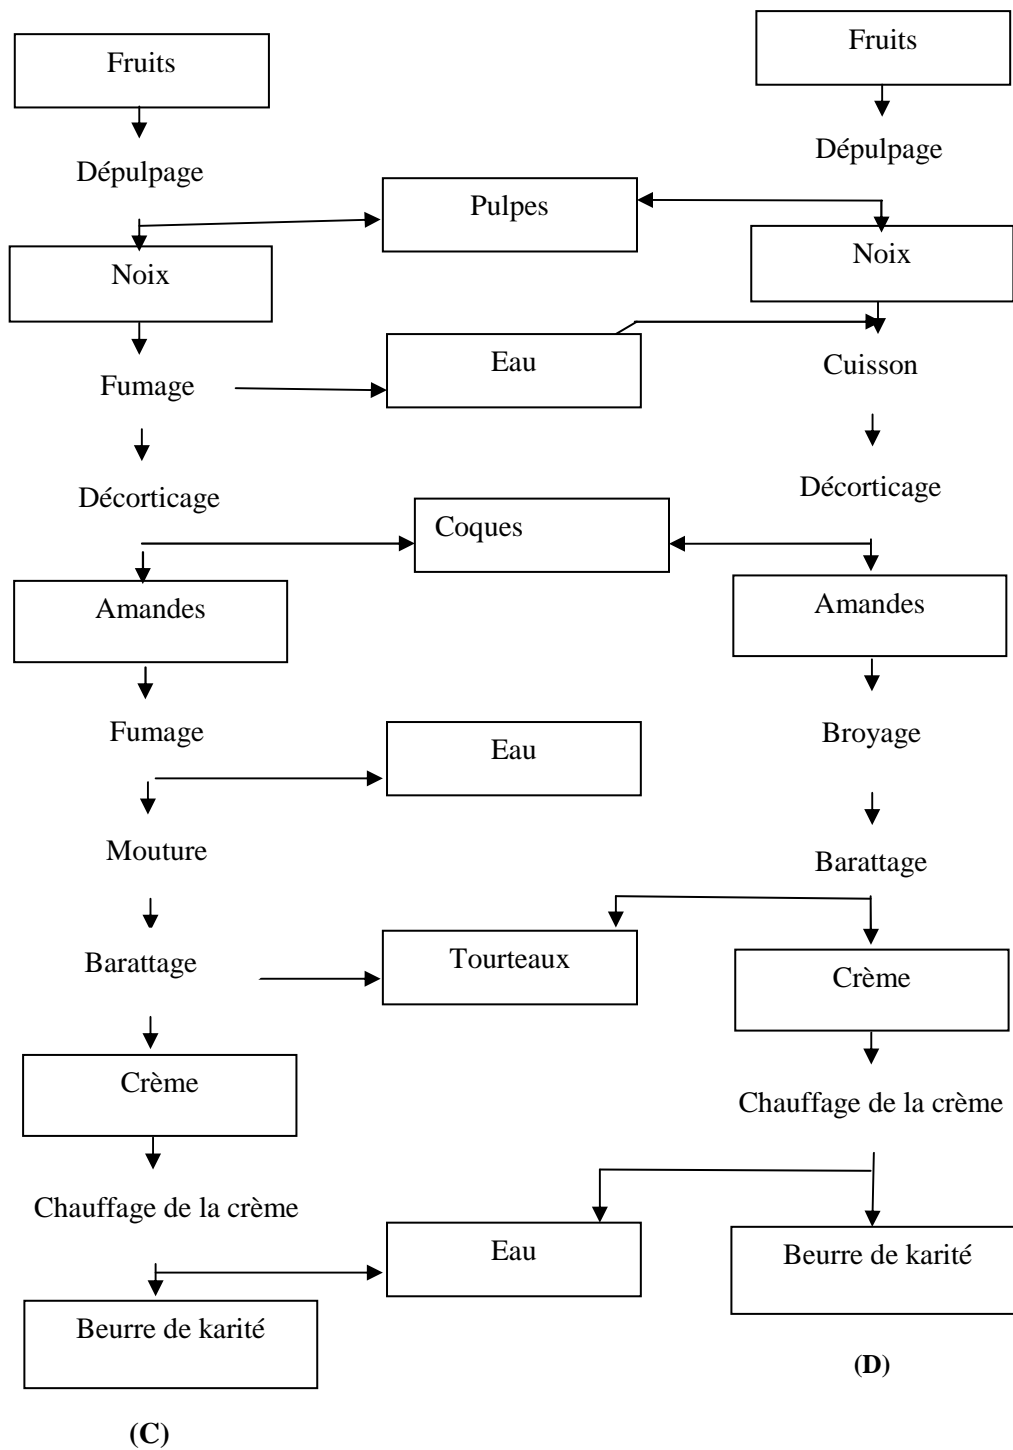 Fruits
Fruits
Dépulpage
Dépulpage
Pulpes
Noix
Noix
Eau
Cuisson
Fumage
Décorticage
Décorticage
Coques
Amandes
Amandes
Fumage
Eau
Broyage
Mouture
Barattage
Barattage
Tourteaux
Crème
Crème
Chauffage de la crème
Chauffage de la crème
Eau
Beurre de karité
Beurre de karité
(D)
(C)